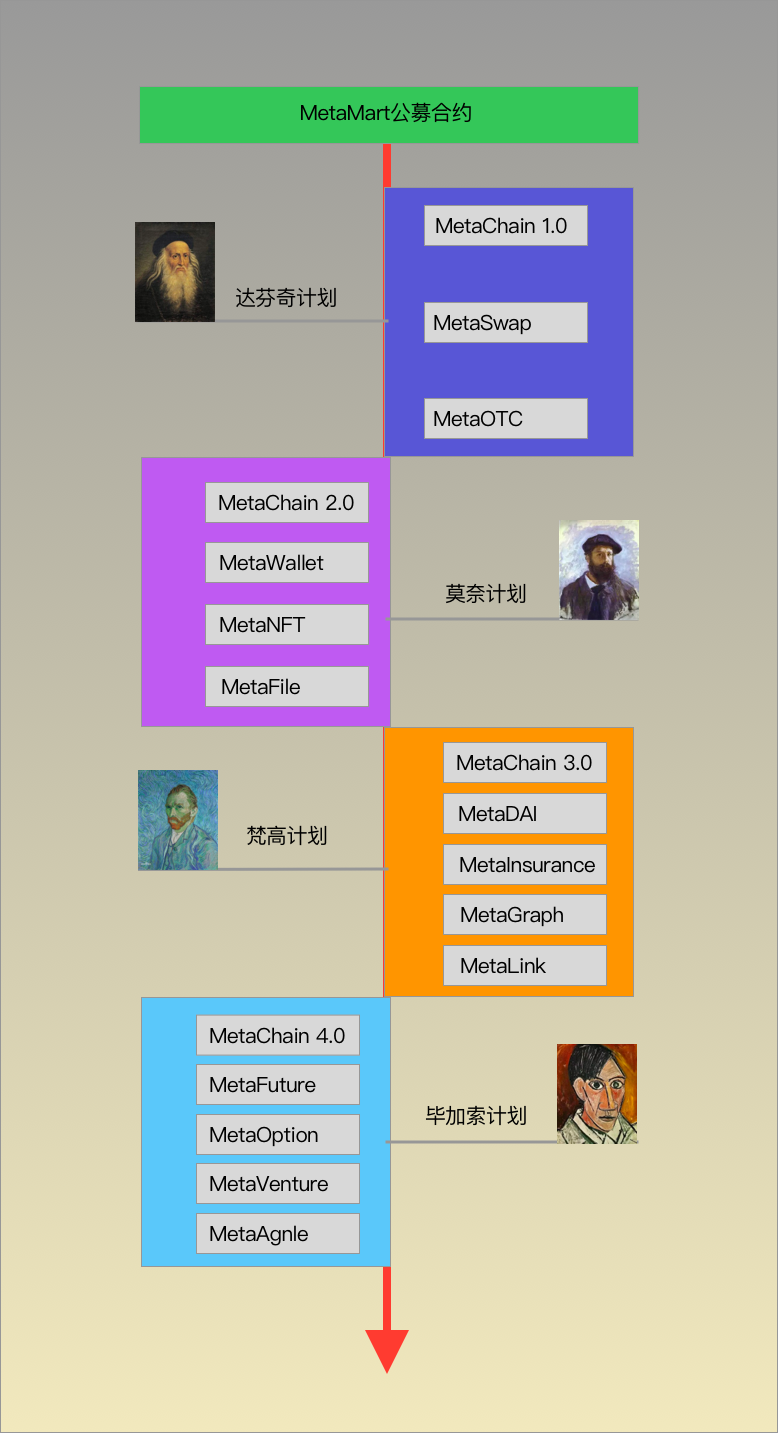 MetaMart公募合约
MetaChain 1.0
达芬奇计划
MetaSwap
MetaOTC
MetaChain 2.0
MetaWallet
莫奈计划
MetaNFT
MetaFile
MetaChain 3.0
MetaDAI
梵高计划
MetaInsurance
MetaGraph
MetaLink
MetaChain 4.0
MetaFuture
毕加索计划
MetaOption
MetaVenture
MetaAgnle